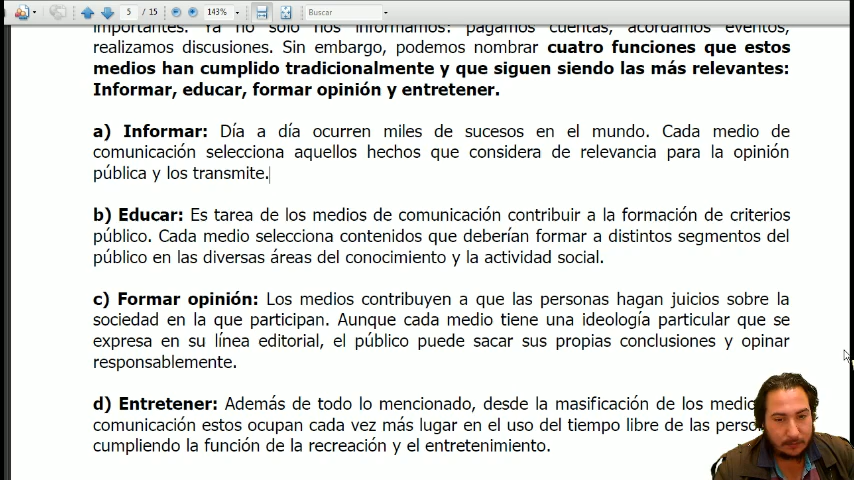 5 / 15 143% Buscar
importantes. Ya no sólo nos informamos: pagamos cuentas, acordamos eventos,
realizamos discusiones. Sin embargo, podemos nombrar cuatro funciones que estos
medios han cumplido tradicionalmente y que siguen siendo las más relevantes:
Informar, educar, formar opinión y entretener.
a) Informar: Día a día ocurren miles de sucesos en el mundo. Cada medio de
comunicación selecciona aquellos hechos que considera de relevancia para la opinión
pública y los transmite.
b) Educar: Es tarea de los medios de comunicación contribuir a la formación de criterios
público. Cada medio selecciona contenidos que deberían formar a distintos segmentos del
público en las diversas áreas del conocimiento y la actividad social.
c) Formar opinión: Los medios contribuyen a que las personas hagan juicios sobre la
sociedad en la que participan. Aunque cada medio tiene una ideología particular que se
expresa en su línea editorial, el público puede sacar sus propias conclusiones y opinar
responsablemente.
d) Entretener: Además de todo lo mencionado, desde la masificación de los medio
comunicación estos ocupan cada vez más lugar en el uso del tiempo libre de las perso
cumpliendo la función de la recreación y el entretenimiento.